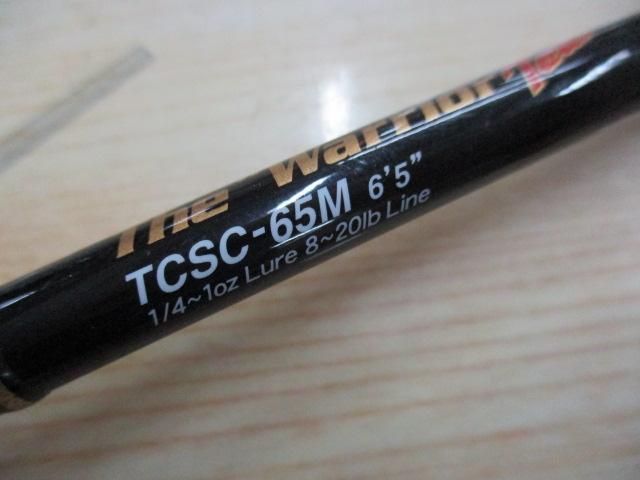 The Warrior
TCSC-65M 6'5"
1/4~1oz Lure 8~20lb Line